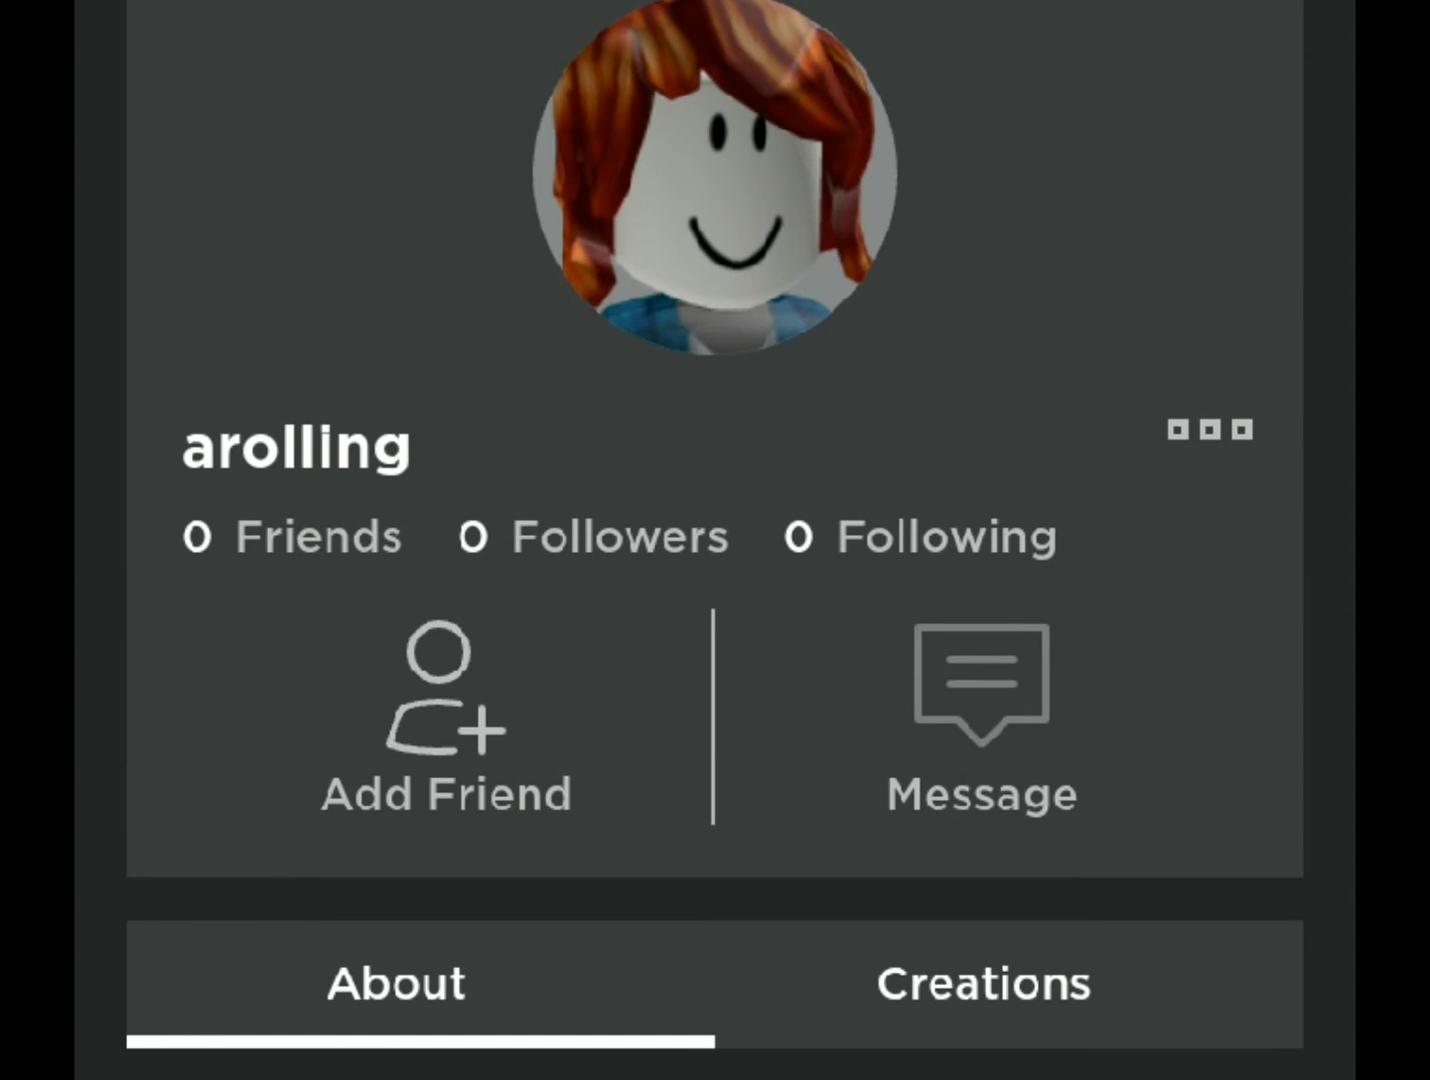 arolling
0 Friends 0 Followers 0 Following
Add Friend Message
About Creations